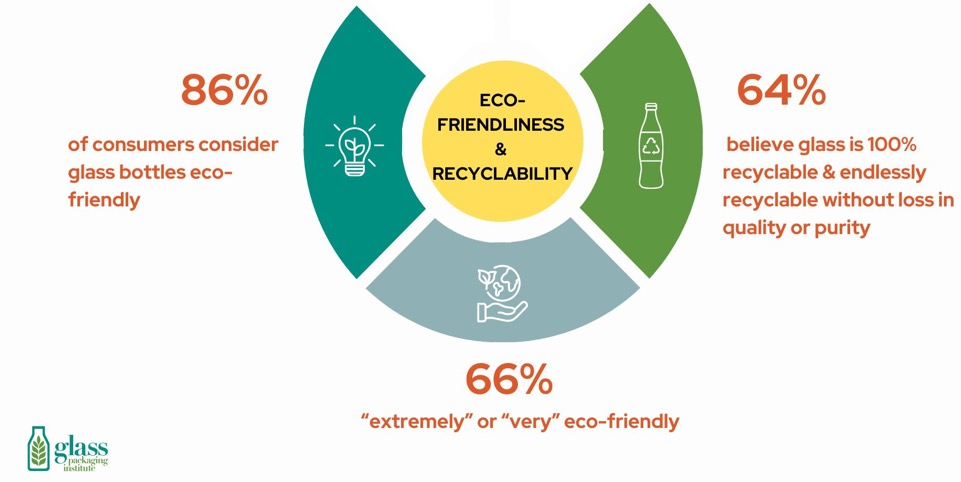 86%
of consumers consider
glass bottles eco-
friendly
ECO-
FRIENDLINESS
&
RECYCLABILITY
64%
believe glass is 100%
recyclable & endlessly
recyclable without loss in
quality or purity
66%
“extremely” or “very” eco-friendly
glass
packaging
institute